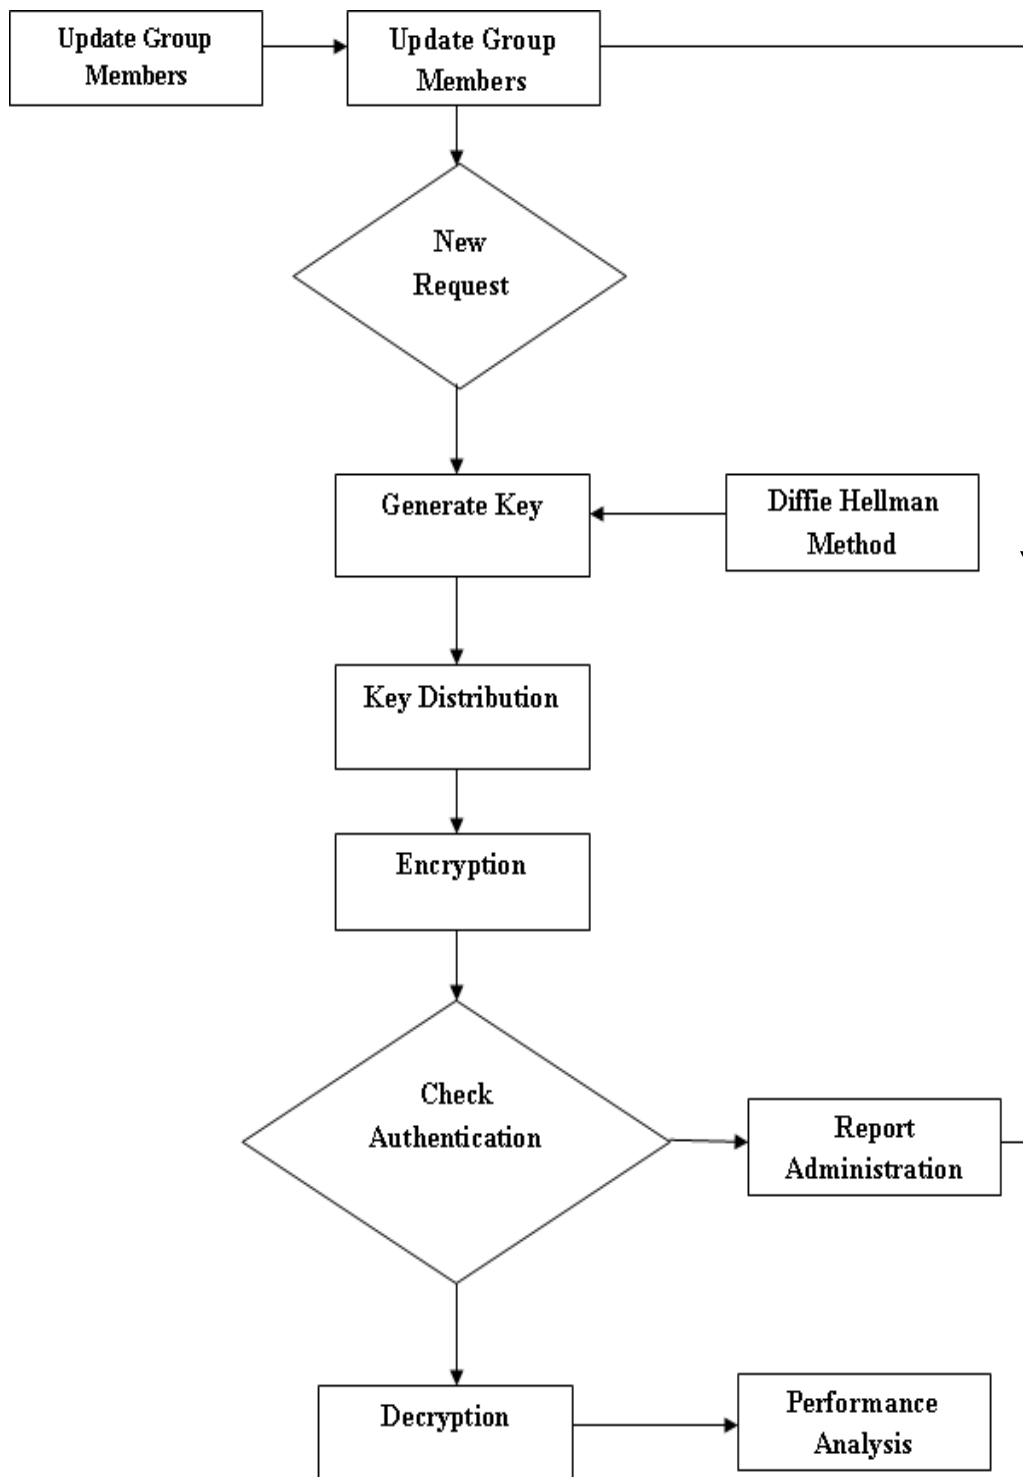 Update Group
Members
Update Group
Members
New
Request
Generate Key
Diffie Hellman
Method
Key Distribution
Encryption
Check
Authentication
Report
Administration
Decryption
Performance
Analysis